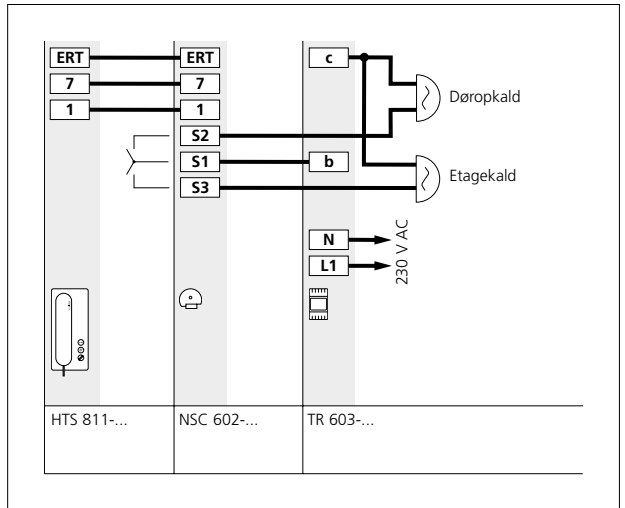 ERT ERT c
7 7
1 1
Døropkald
S2
S1 b
S3
Etagekald
N
L1
230 V AC
HTS 811-... NSC 602-... TR 603-...